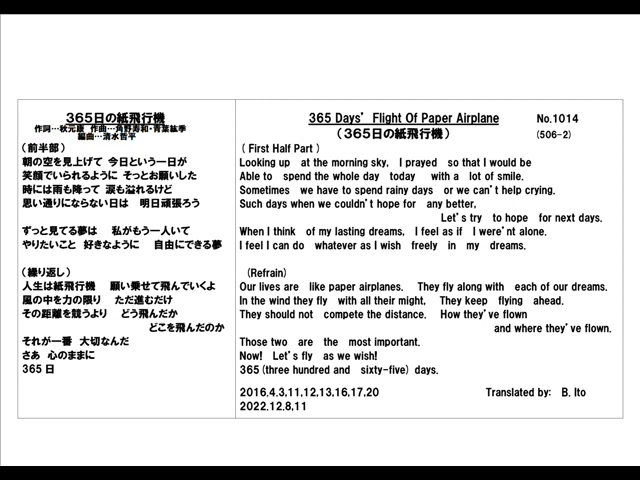 365日の紙飛行機
作詞…秋元康 作曲…角野寿和・青葉紘季
編曲…清水哲平
（前半部）
朝の空を見上げて 今日という一日が
笑顔でいられるように そっとお願いした
時には雨も降って 涙も溢れるけど
思い通りにならない日は 明日頑張ろう
ずっと見てる夢は 私がもう一人いて
やりたいこと 好きなように 自由にできる夢
（繰り返し）
人生は紙飛行機 願い乗せて飛んでいくよ
風の中を力の限り ただ進むだけ
その距離を競うより どう飛んだか
どこを飛んだのか
それが一番 大切なんだ
さあ 心のままに
365日
365 Days' Flight Of Paper Airplane No.1014
（365日の紙飛行機） (506-2)
( First Half Part )
Looking up at the morning sky, I prayed so that I would be
Able to spend the whole day today with a lot of smile.
Sometimes we have to spend rainy days or we can't help crying.
Such days when we couldn't hope for any better,
Let's try to hope for next days.
When I think of my lasting dreams, I feel as if I were'nt alone.
I feel I can do whatever as I wish freely in my dreams.
(Refrain)
Our lives are like paper airplanes. They fly along with each of our dreams.
In the wind they fly with all their might, They keep flying ahead.
They should not compete the distance. How they've flown
and where they've flown.
Those two are the most important.
Now! Let's fly as we wish!
365 (three hundred and sixty-five) days.
2016.4.3,11,12,13,16,17,20 Translated by: B. Ito
2022.12.8,11